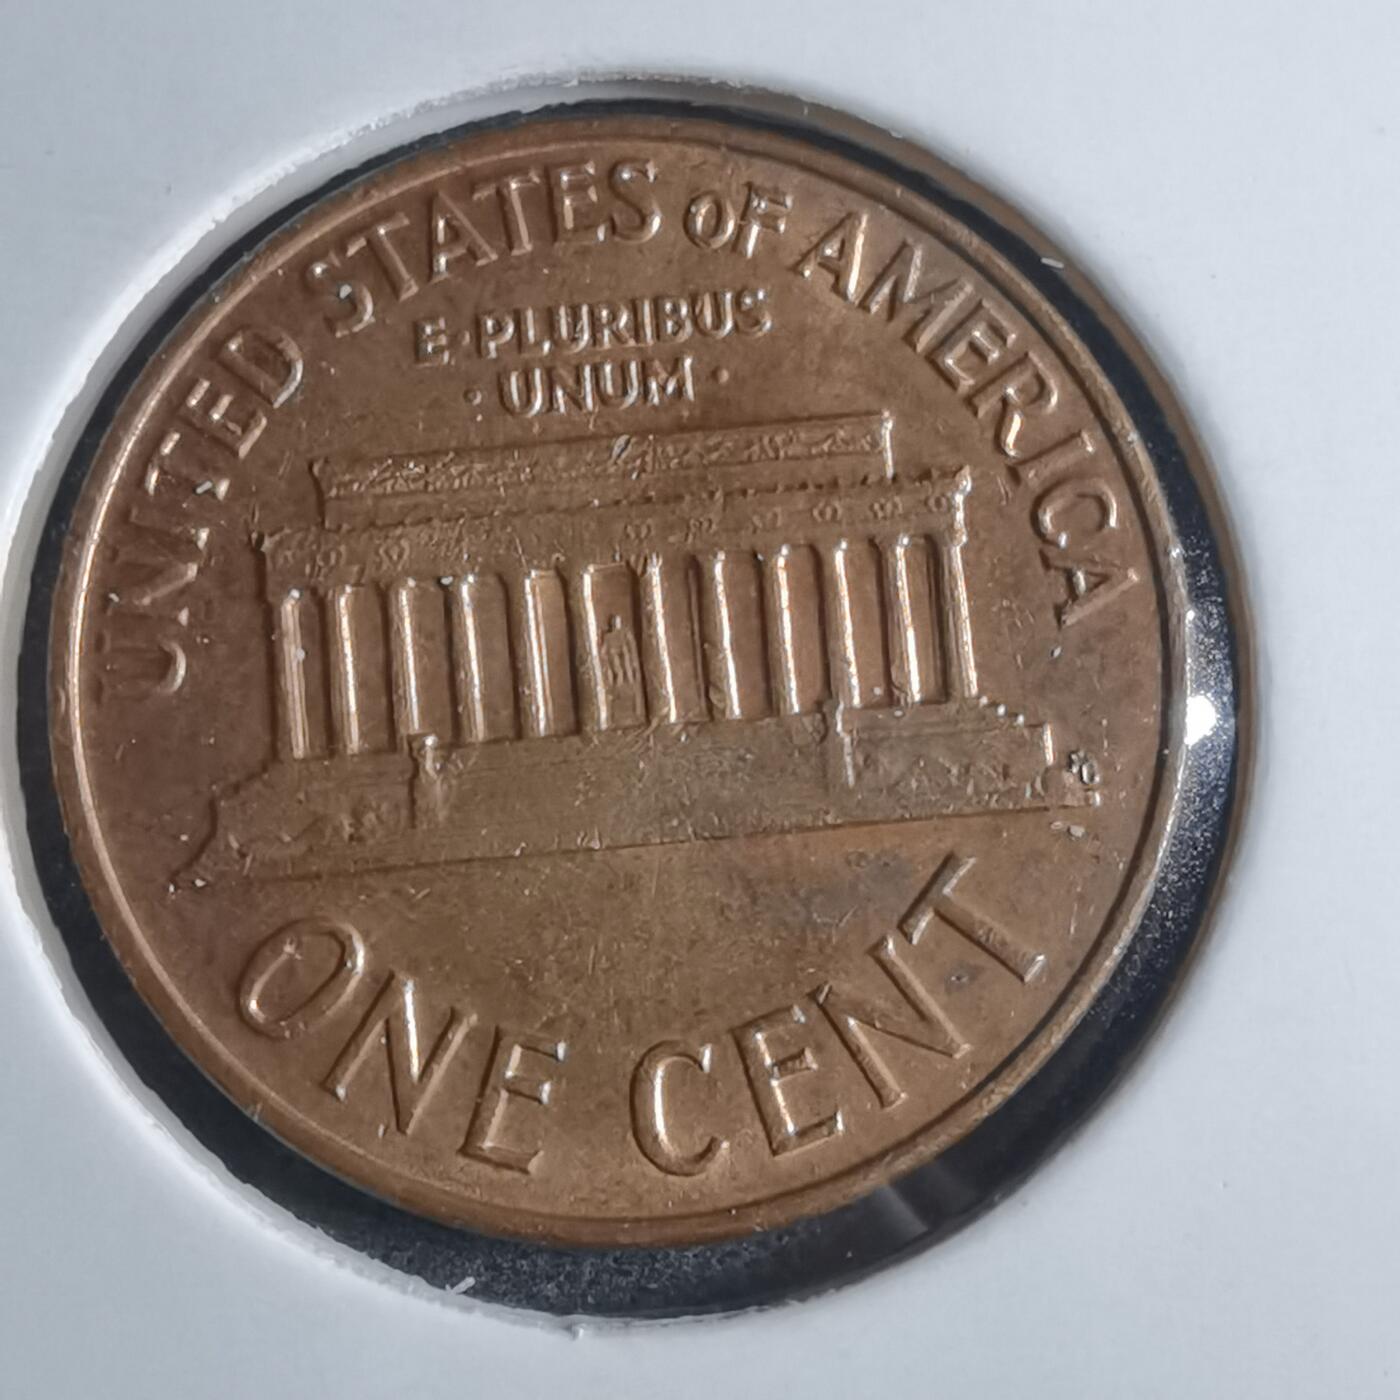 UNITED STATES OF AMERICA
E·PLURIBUS
·UNUM·
ONE CENT